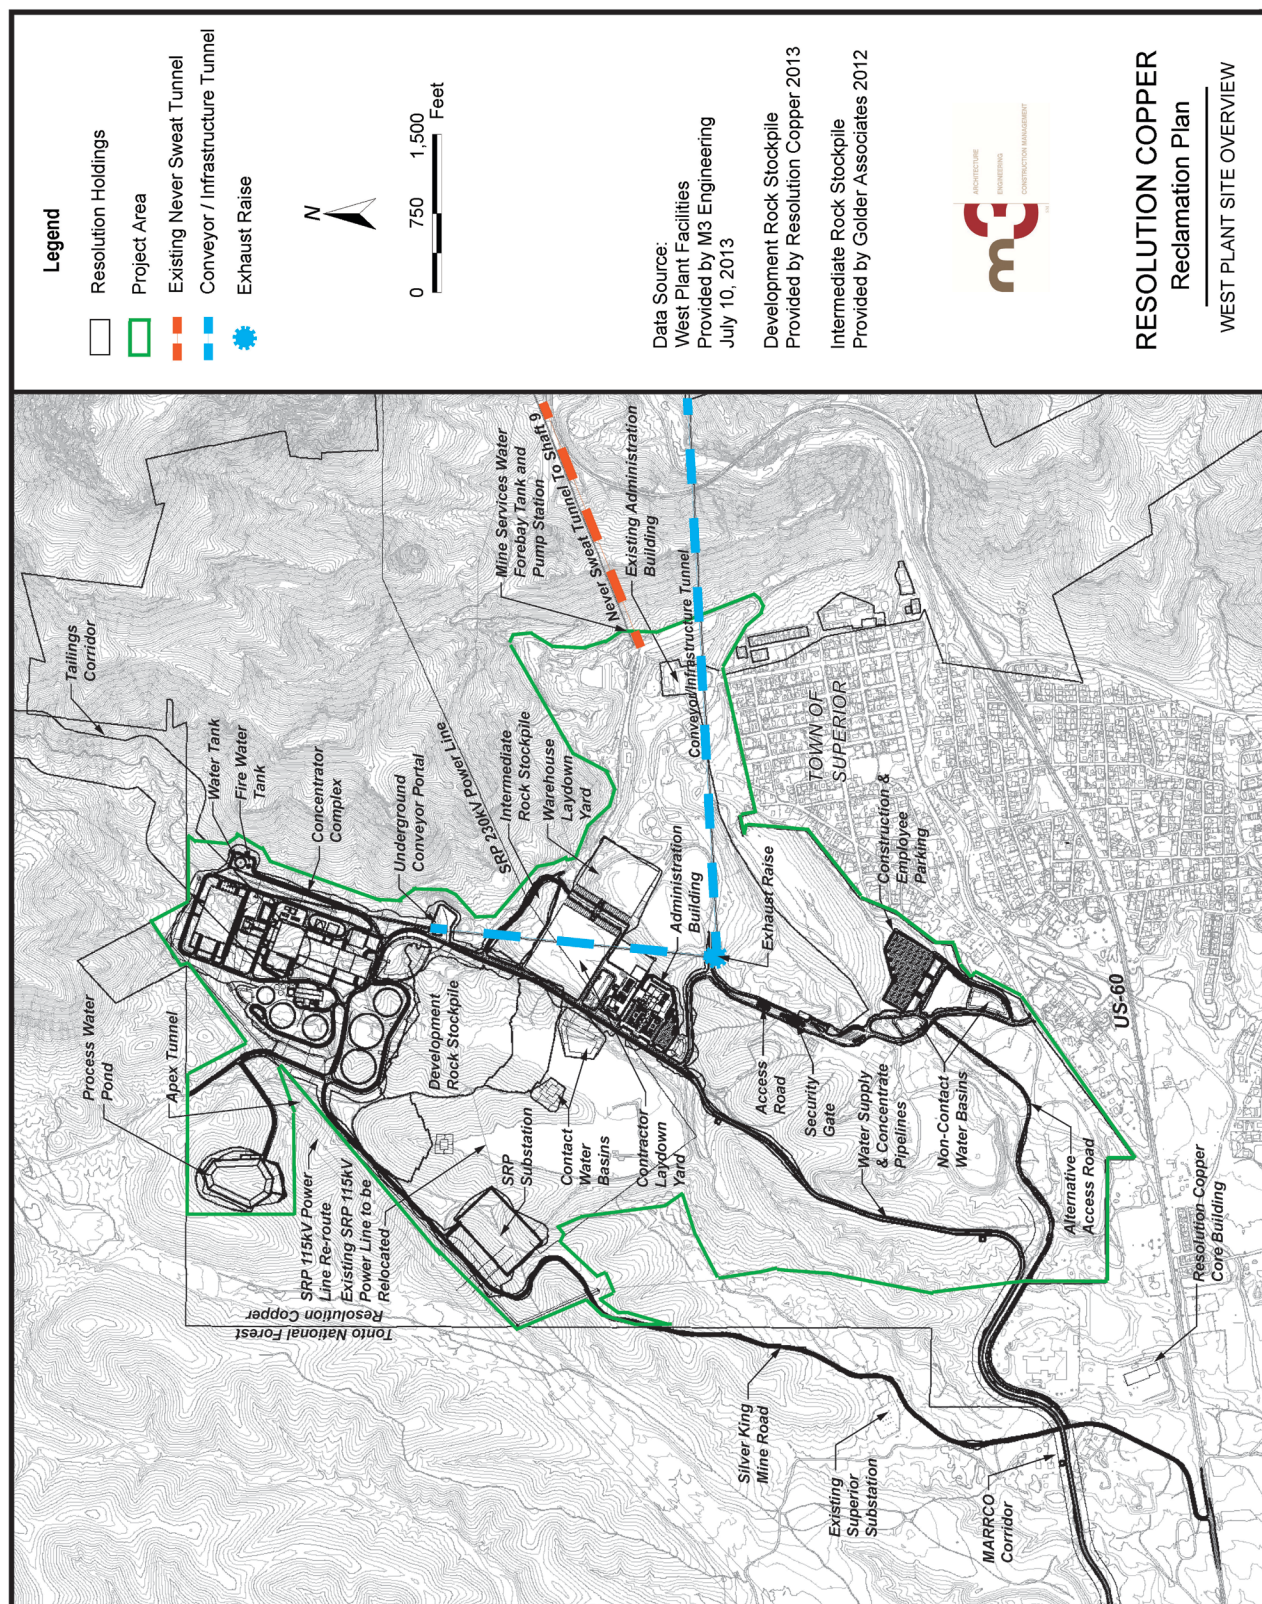 Legend
Resolution Holdings
Project Area
Existing Never Sweat Tunnel
Conveyor / Infrastructure Tunnel
Exhaust Raise
N
0 750 1,500
Feet
Data Source:
West Plant Facilities
Provided by M3 Engineering
July 10, 2013
Development Rock Stockpile
Provided by Resolution Copper 2013
Intermediate Rock Stockpile
Provided by Golder Associates 2012
m3
ARCHITECTURE
ENGINEERING
CONSTRUCTION MANAGEMENT
RESOLUTION COPPER
Reclamation Plan
WEST PLANT SITE OVERVIEW
Tailings
Corridor
Water Tank
Fire Water
Tank
Concentrator
Complex
Underground
Conveyor Portal
SRP 230kV Power Line
Intermediate
Rock Stockpile
Warehouse
Laydown
Yard
Mine Services Water
Forebay Tank and
Pump Station
Never Sweat Tunnel To Shaft 9
Existing Administration
Building
Conveyor/Infrastructure Tunnel
Administration
Building
Exhaust Raise
TOWN OF
SUPERIOR
Construction &
Employee
Parking
US-60
Process Water
Pond
Apex Tunnel
Development
Rock Stockpile
SRP 115kV Power
Line Re-route
Existing SRP 115kV
Power Line to be
Relocated
Tonto National Forest
Resolution Copper
SRP
Substation
Contact
Water
Basins
Contractor
Laydown
Yard
Access
Road
Security
Gate
Water Supply
& Concentrate
Pipelines
Non-Contact
Water Basins
Alternative
Access Road
Resolution Copper
Core Building
Silver King
Mine Road
Existing
Superior
Substation
MARRCO
Corridor